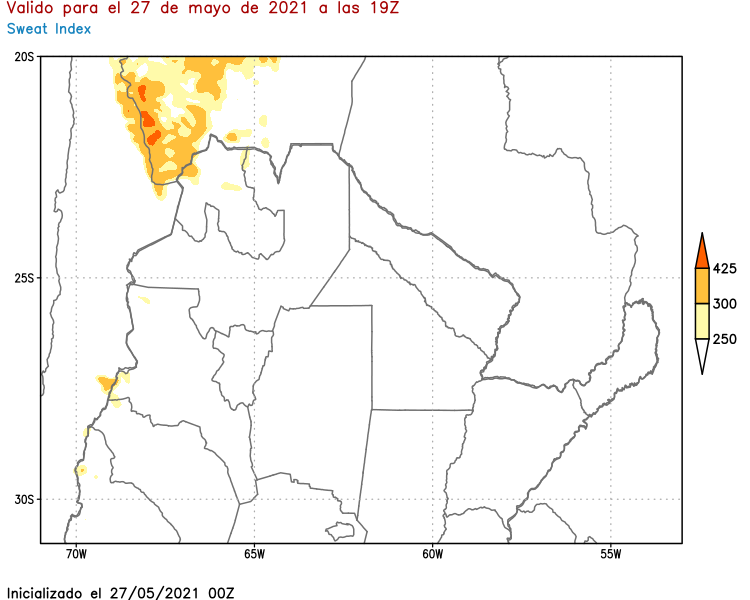 Valido para el 27 de mayo de 2021 a las 19Z
Sweat Index
20S
25S
30S
70W
65W
60W
55W
425
300
250
Inicializado el 27/05/2021 00Z